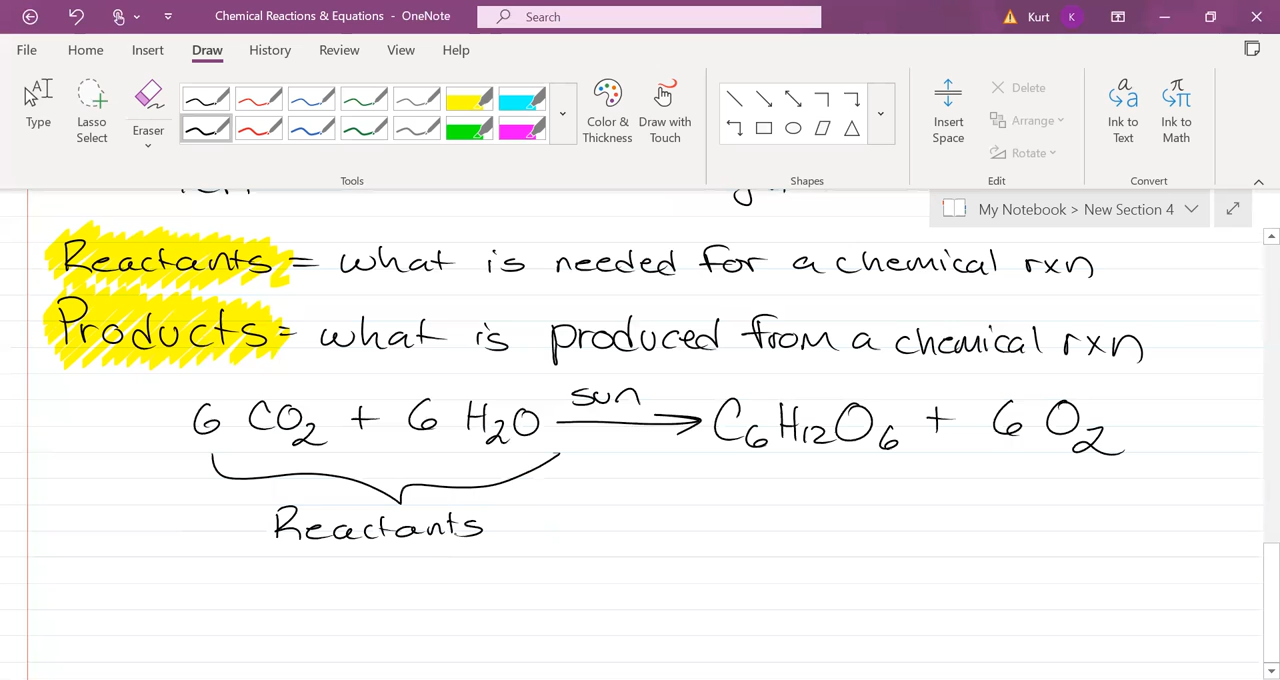 Chemical Reactions & Equations - OneNote
Search
Kurt
K
File Home Insert Draw History Review View Help
Type
Lasso Select
Eraser
Color & Thickness
Draw with Touch
Insert Space
Delete
Arrange
Rotate
Ink to Text
Ink to Math
Tools
Shapes
Edit
Convert
My Notebook > New Section 4
Reactants = what is needed for a chemical rxn
Products = what is produced from a chemical rxn
sun
6 CO₂ + 6 H₂O → C₆H₁₂O₆ + 6 O₂
Reactants